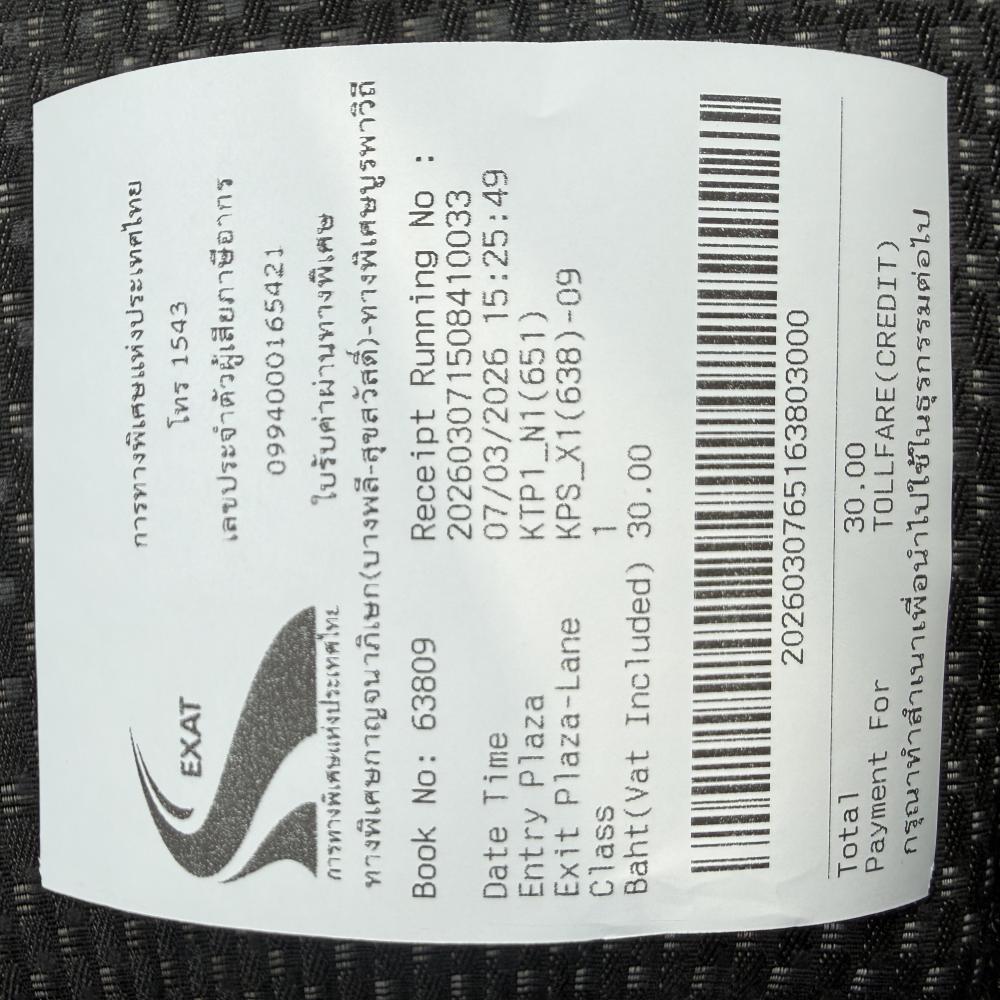 EXAT
การทางพิเศษแห่งประเทศไทย
การทางพิเศษแห่งประเทศไทย
โทร 1543
เลขประจำตัวผู้เสียภาษีอากร
0994000165421
ใบรับค่าผ่านทางพิเศษ
ทางพิเศษกาญจนาภิเษก(บางพลี-สุขสวัสดิ์)-ทางพิเศษบูรพาวิถี
Book No: 63809 Receipt Running No :
202603071508410033
Date Time 07/03/2026 15:25:49
Entry Plaza KTP1_N1(651)
Exit Plaza-Lane KPS_X1(638)-09
Class 1
Baht(Vat Included) 30.00
2026030765163803000
Total 30.00
Payment For TOLLFARE(CREDIT)
กรุณาทำสำเนาเพื่อนำไปใช้ในธุรกรรมต่อไป